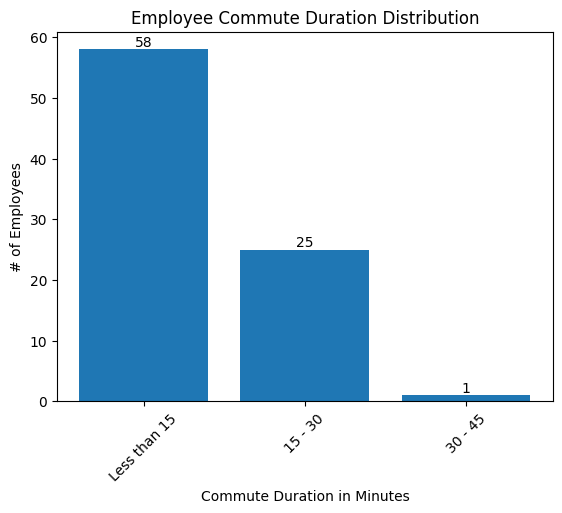 Employee Commute Duration Distribution
# of Employees
60
50
40
30
20
10
0
58
25
1
Less than 15
15 - 30
30 - 45
Commute Duration in Minutes